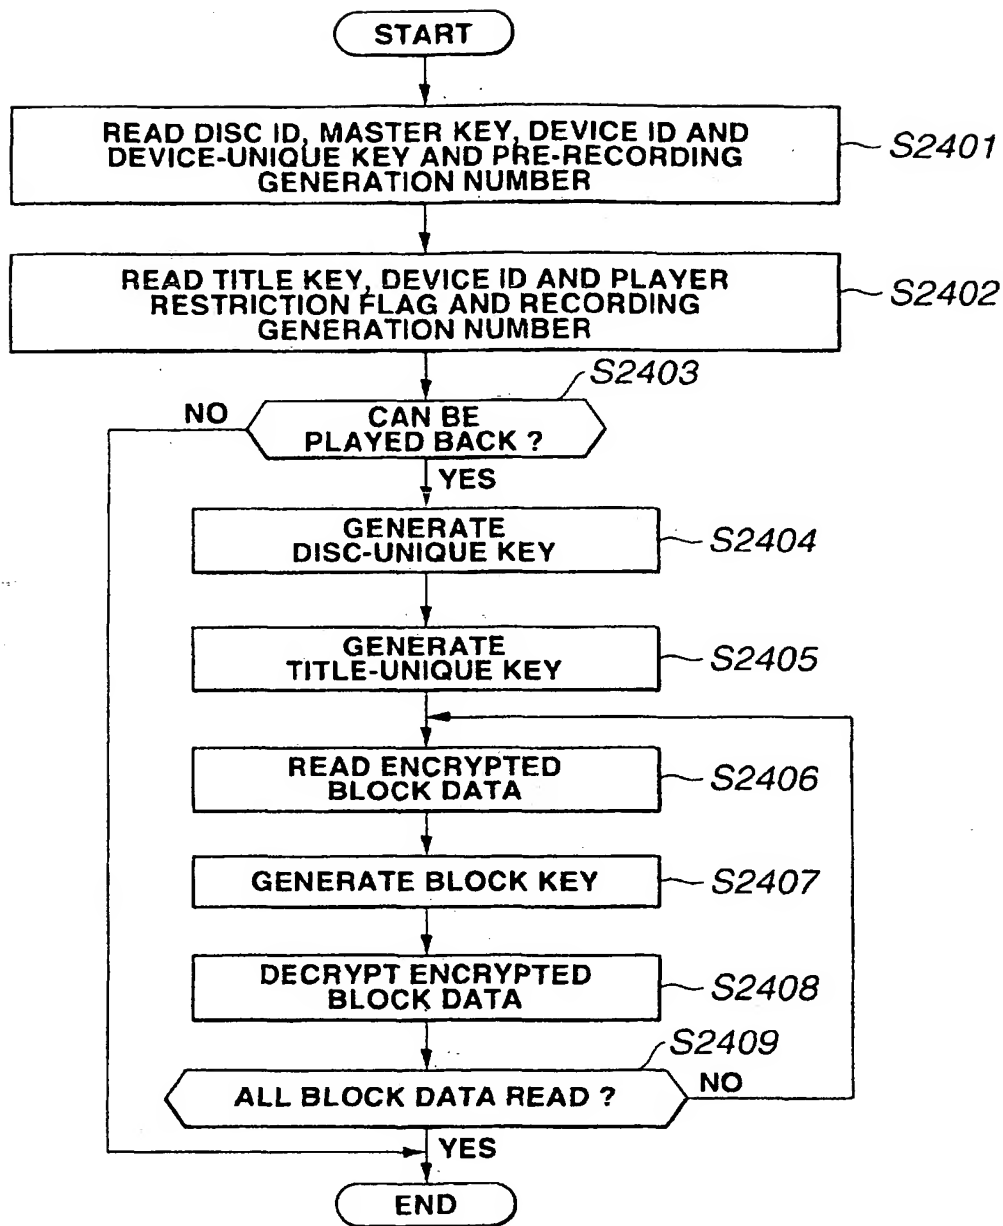 START
READ DISC ID, MASTER KEY, DEVICE ID AND
DEVICE-UNIQUE KEY AND PRE-RECORDING
GENERATION NUMBER
S2401
READ TITLE KEY, DEVICE ID AND PLAYER
RESTRICTION FLAG AND RECORDING
GENERATION NUMBER
S2402
S2403
NO
CAN BE
PLAYED BACK ?
YES
GENERATE
DISC-UNIQUE KEY
S2404
GENERATE
TITLE-UNIQUE KEY
S2405
READ ENCRYPTED
BLOCK DATA
S2406
GENERATE BLOCK KEY
S2407
DECRYPT ENCRYPTED
BLOCK DATA
S2408
S2409
ALL BLOCK DATA READ ?
NO
YES
END